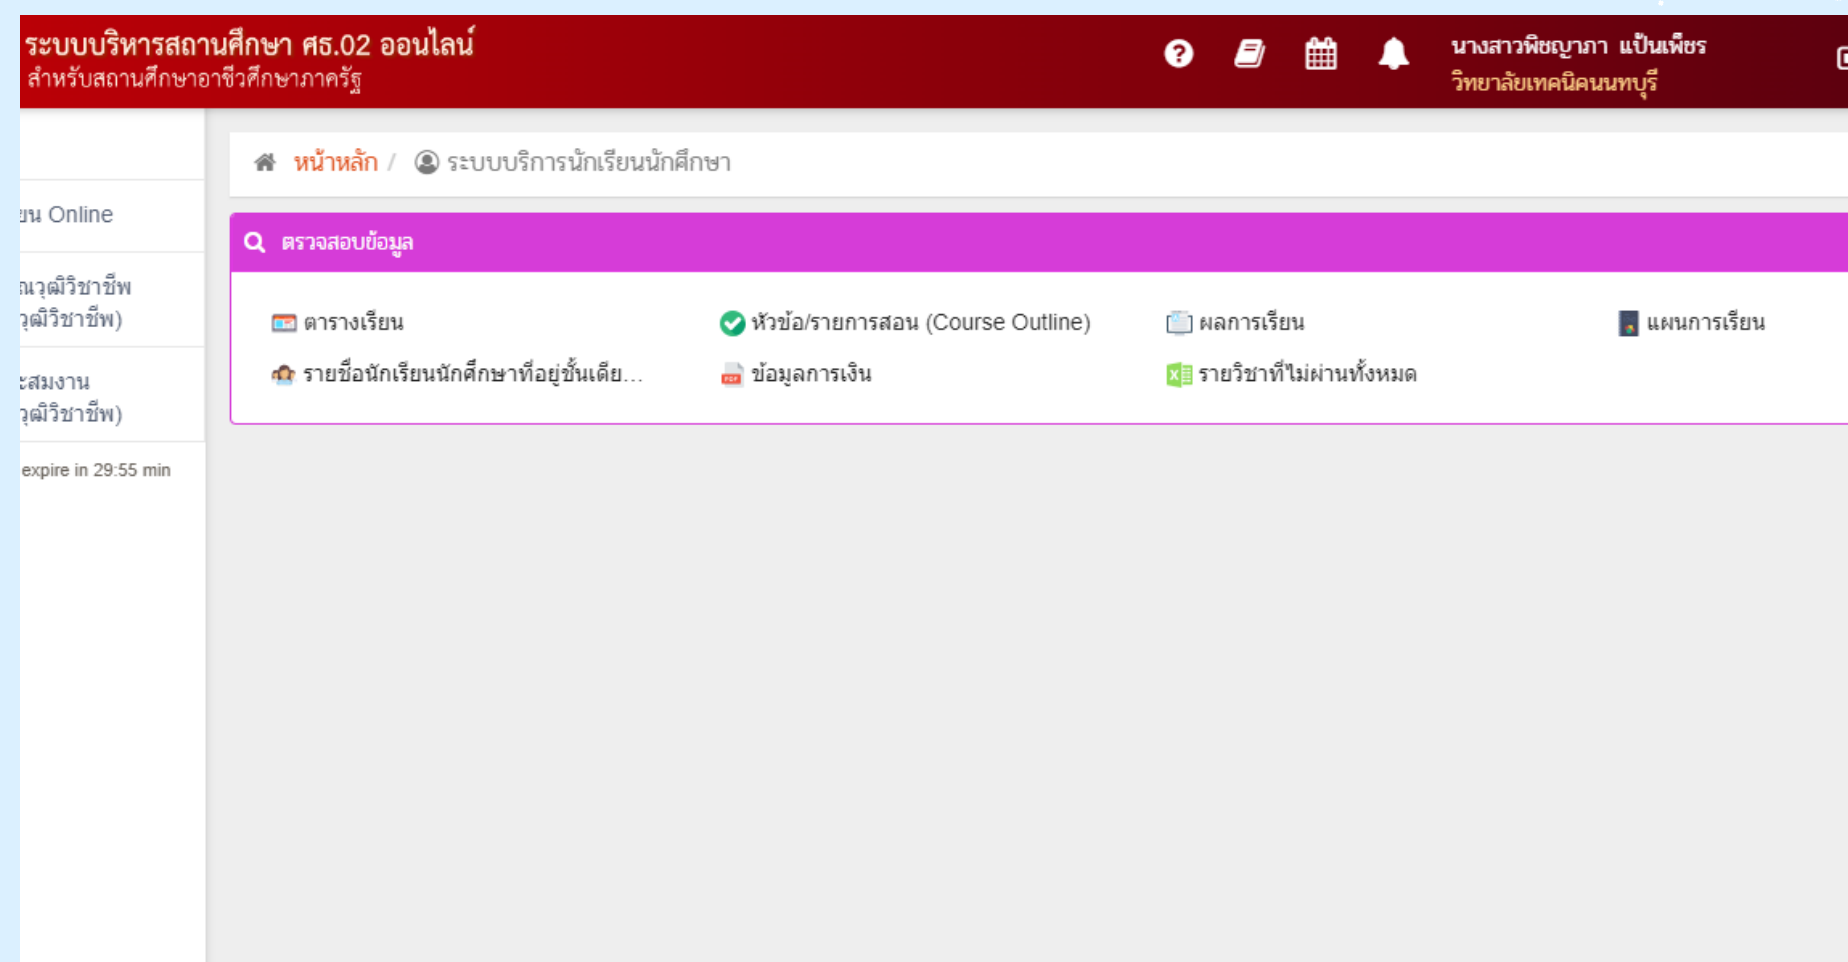 ระบบบริหารสถานศึกษา ศธ.02 ออนไลน์
สำหรับสถานศึกษาอาชีวศึกษาภาครัฐ
นางสาวพิชญาภา แป้นเพ็ชร
วิทยาลัยเทคนิคนนทบุรี
หน้าหลัก / ระบบบริการนักเรียนนักศึกษา
ยน Online
ณวุฒิวิชาชีพ
วุฒิวิชาชีพ)
ะสมงาน
วุฒิวิชาชีพ)
expire in 29:55 min
ตรวจสอบข้อมูล
ตารางเรียน
หัวข้อ/รายการสอน (Course Outline)
ผลการเรียน
แผนการเรียน
รายชื่อนักเรียนนักศึกษาที่อยู่ชั้นเดีย...
ข้อมูลการเงิน
รายวิชาที่ไม่ผ่านทั้งหมด